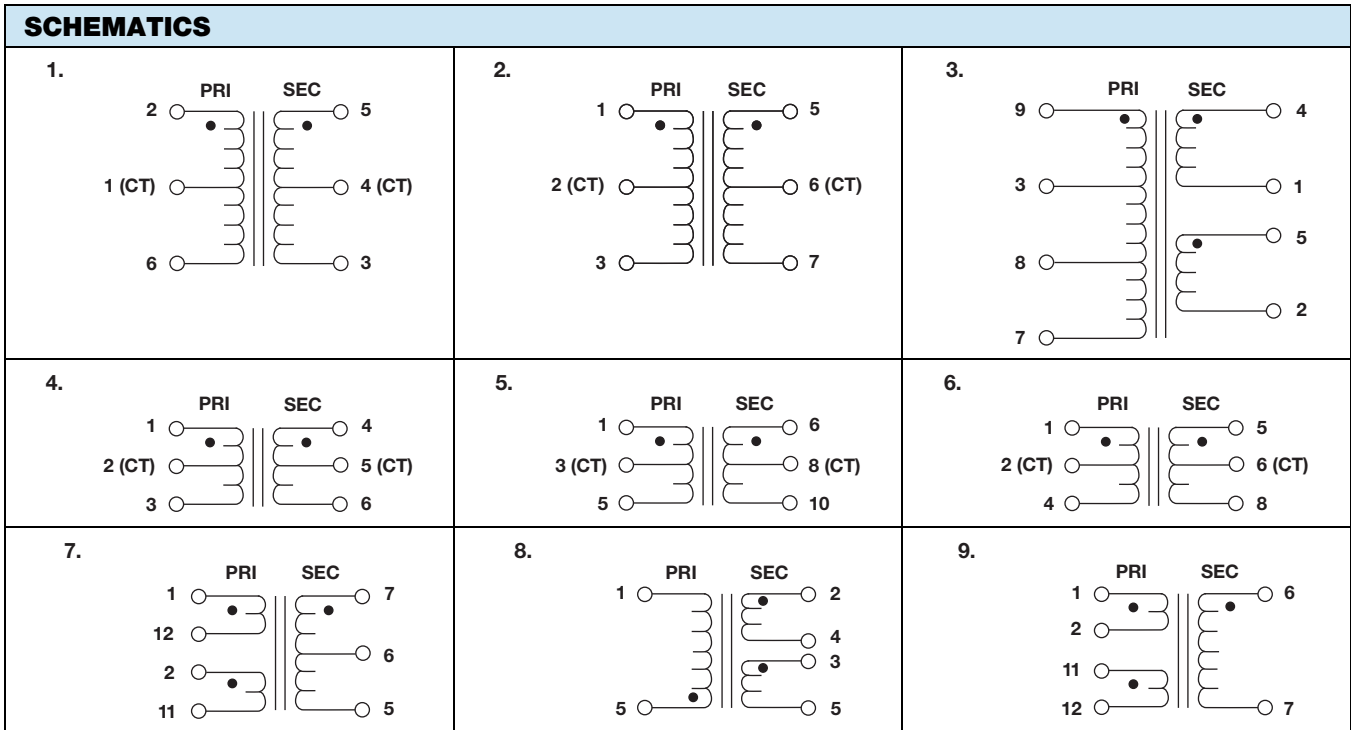 SCHEMATICS
1.
PRI SEC
2 5
1 (CT) 4 (CT)
6 3
2.
PRI SEC
1 5
2 (CT) 6 (CT)
3 7
3.
PRI SEC
9 4
3 1
8 5
7 2
4.
PRI SEC
1 4
2 (CT) 5 (CT)
3 6
5.
PRI SEC
1 6
3 (CT) 8 (CT)
5 10
6.
PRI SEC
1 5
2 (CT) 6 (CT)
4 8
7.
PRI SEC
1 7
12 6
2
11 5
8.
PRI SEC
1 2
4
3
5 5
9.
PRI SEC
1 6
2
11
12 7